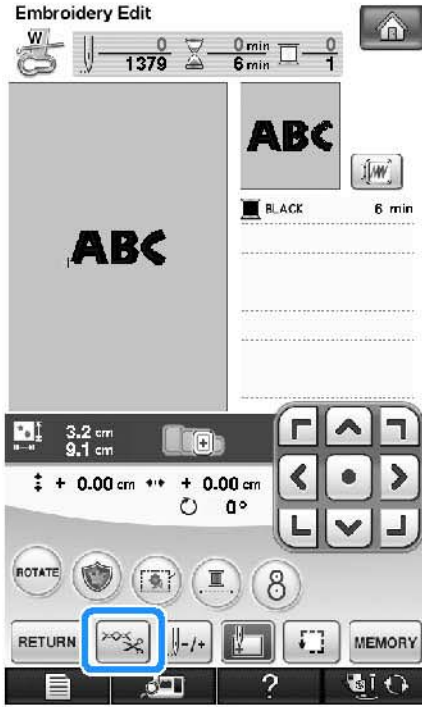 Embroidery Edit
W
0 0 min 0
1379 6 min 1
ABC
ABC
BLACK 6 min
3.2 cm
9.1 cm
+ 0.00 cm + 0.00 cm
0°
ROTATE
8
RETURN -/+ MEMORY
?